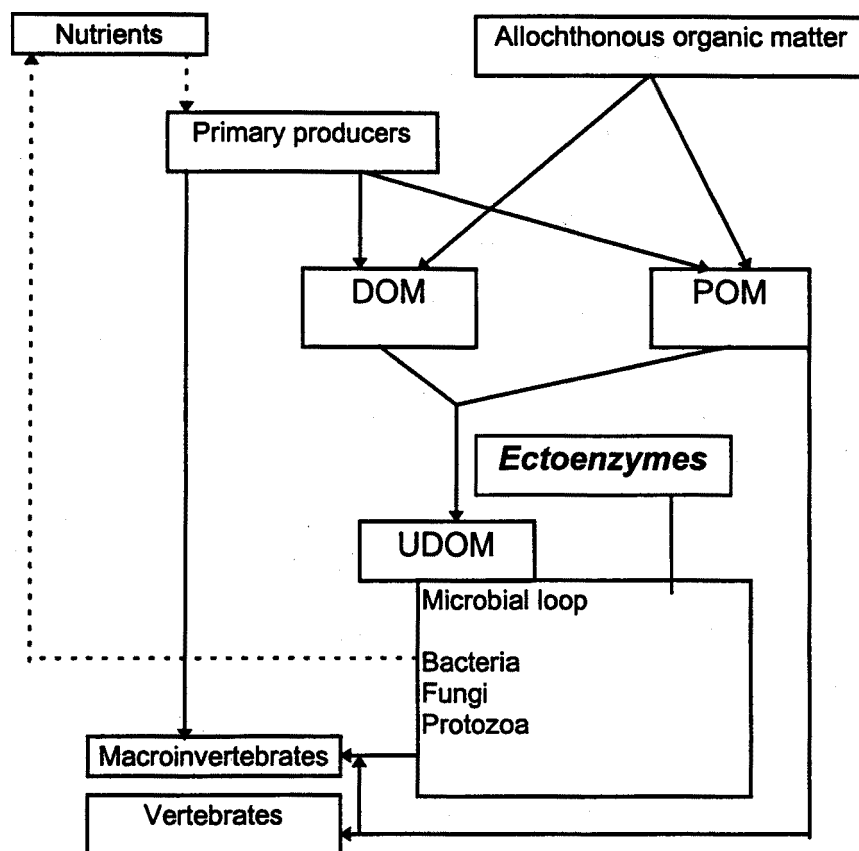 Nutrients
Allochthonous organic matter
Primary producers
DOM
POM
Ectoenzymes
UDOM
Microbial loop
Bacteria
Fungi
Protozoa
Macroinvertebrates
Vertebrates